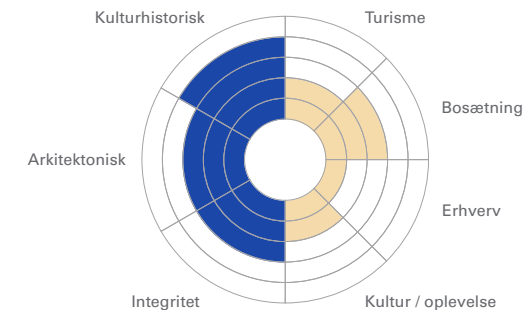 Kulturhistorisk
Turisme
Bosætning
Arkitektonisk
Erhverv
Integritet
Kultur / oplevelse